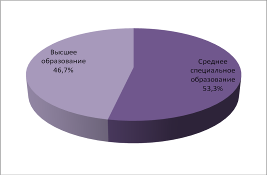 Высшее
образование
46,7%
Среднее
специальное
образование
53,3%